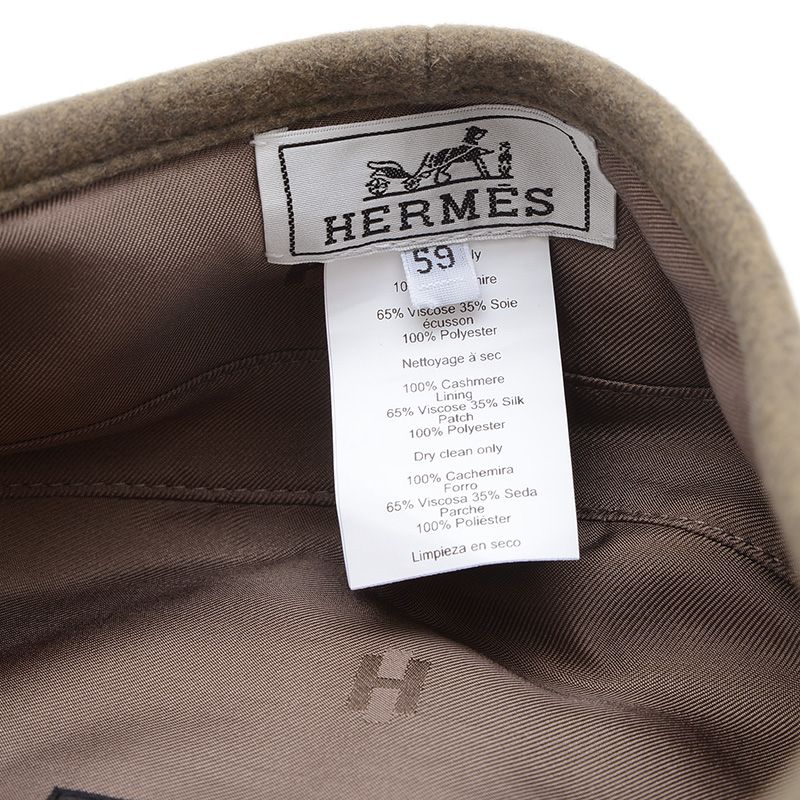 HERMÈS
59
65% Viscose 35% Soie
écusson
100% Polyester
Nettoyage à sec
100% Cashmere
Lining
65% Viscose 35% Silk
Patch
100% Polyester
Dry clean only
100% Cachemira
Forro
65% Viscosa 35% Seda
Parche
100% Poliéster
Limpieza en seco
H